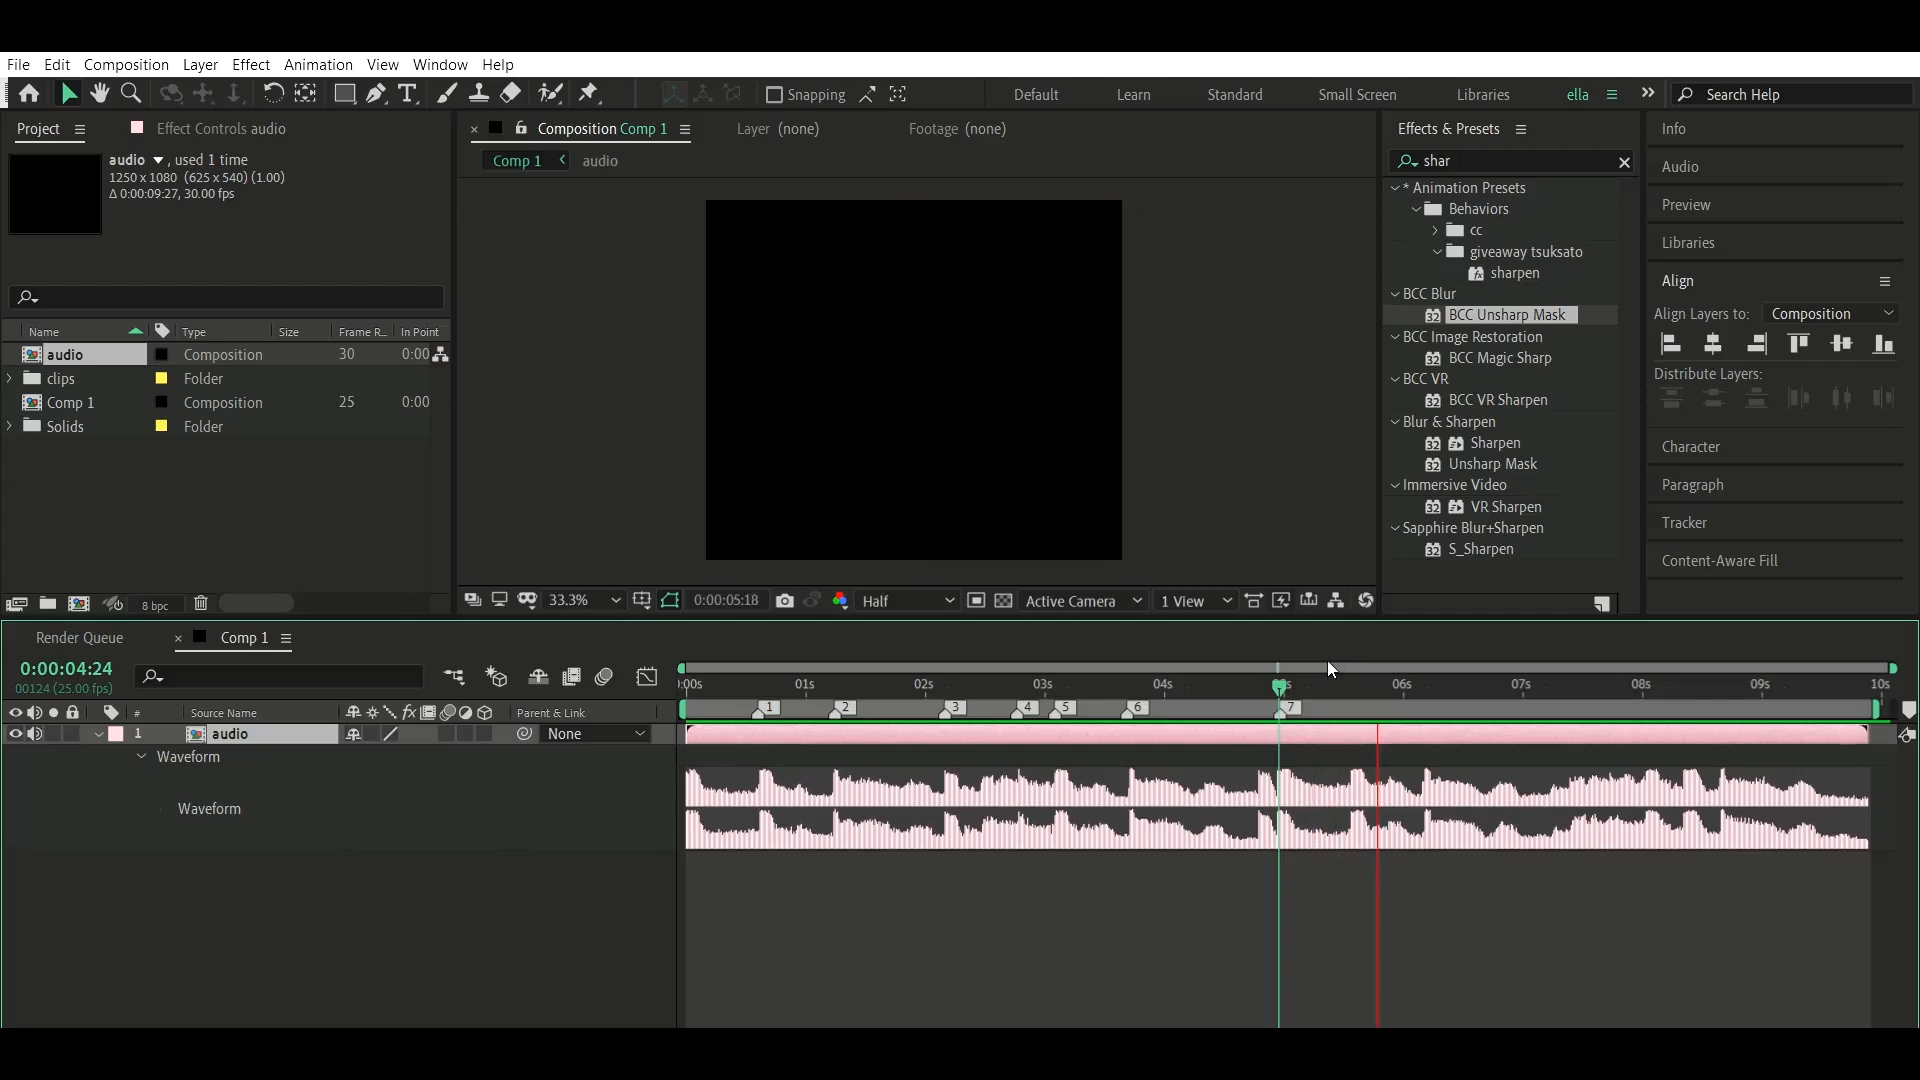 File Edit Composition Layer Effect Animation View Window Help
Snapping Default Learn Standard Small Screen Libraries ella Search Help
Project Effect Controls audio
audio , used 1 time
1250 x 1080 (625 x 540) (1.00)
Δ 0:00:09:27, 30.00 fps
Name Type Size Frame R... In Point
audio Composition 30 0:00
clips Folder
Comp 1 Composition 25 0:00
Solids Folder
8 bpc
Composition Comp 1 Layer (none) Footage (none)
Comp 1 audio
33.3% 0:00:05:18 Half Active Camera 1 View
Effects & Presets
shar
* Animation Presets
Behaviors
cc
giveaway tsuksato
sharpen
BCC Blur
BCC Unsharp Mask
BCC Image Restoration
BCC Magic Sharp
BCC VR
BCC VR Sharpen
Blur & Sharpen
Sharpen
Unsharp Mask
Immersive Video
VR Sharpen
Sapphire Blur+Sharpen
S_Sharpen
Info
Audio
Preview
Libraries
Align
Align Layers to: Composition
Distribute Layers:
Character
Paragraph
Tracker
Content-Aware Fill
Render Queue Comp 1
0:00:04:24
00124 (25.00 fps)
# Source Name fx Parent & Link
1 audio None
Waveform
Waveform
:00s 01s 02s 03s 04s s 06s 07s 08s 09s 10s
1 2 3 4 5 6 7